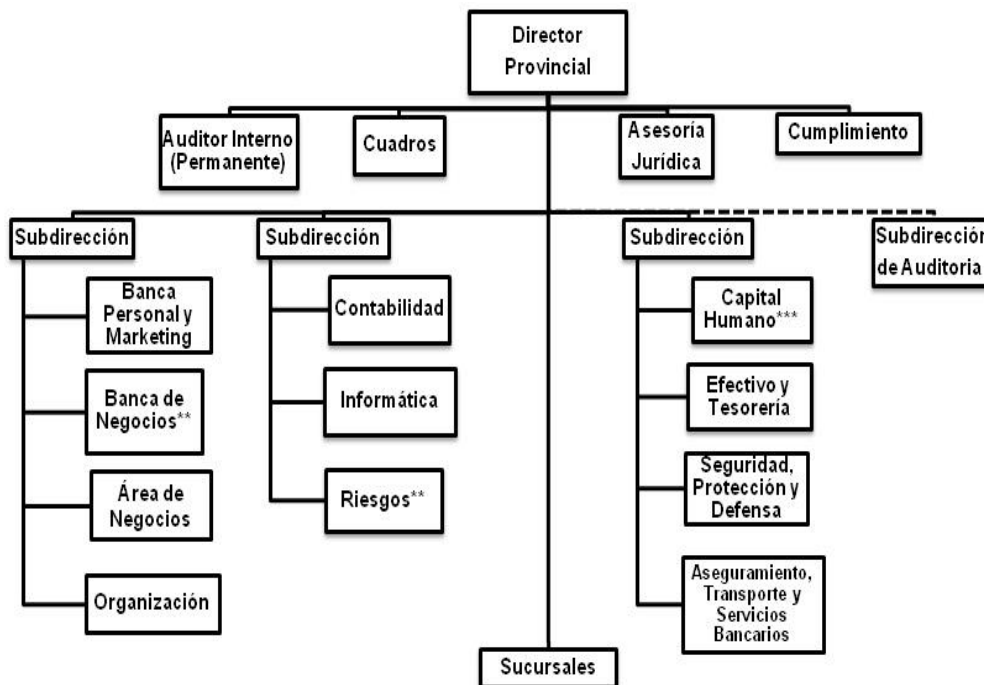 Director
Provincial
Auditor Interno
(Permanente)
Cuadros
Asesoría
Jurídica
Cumplimiento
Subdirección
Banca
Personal y
Marketing
Banca de
Negocios**
Área de
Negocios
Organización
Subdirección
Contabilidad
Informática
Riesgos**
Subdirección
Capital
Humano***
Efectivo y
Tesorería
Seguridad,
Protección y
Defensa
Aseguramiento,
Transporte y
Servicios
Bancarios
Subdirección
de Auditoria
Sucursales